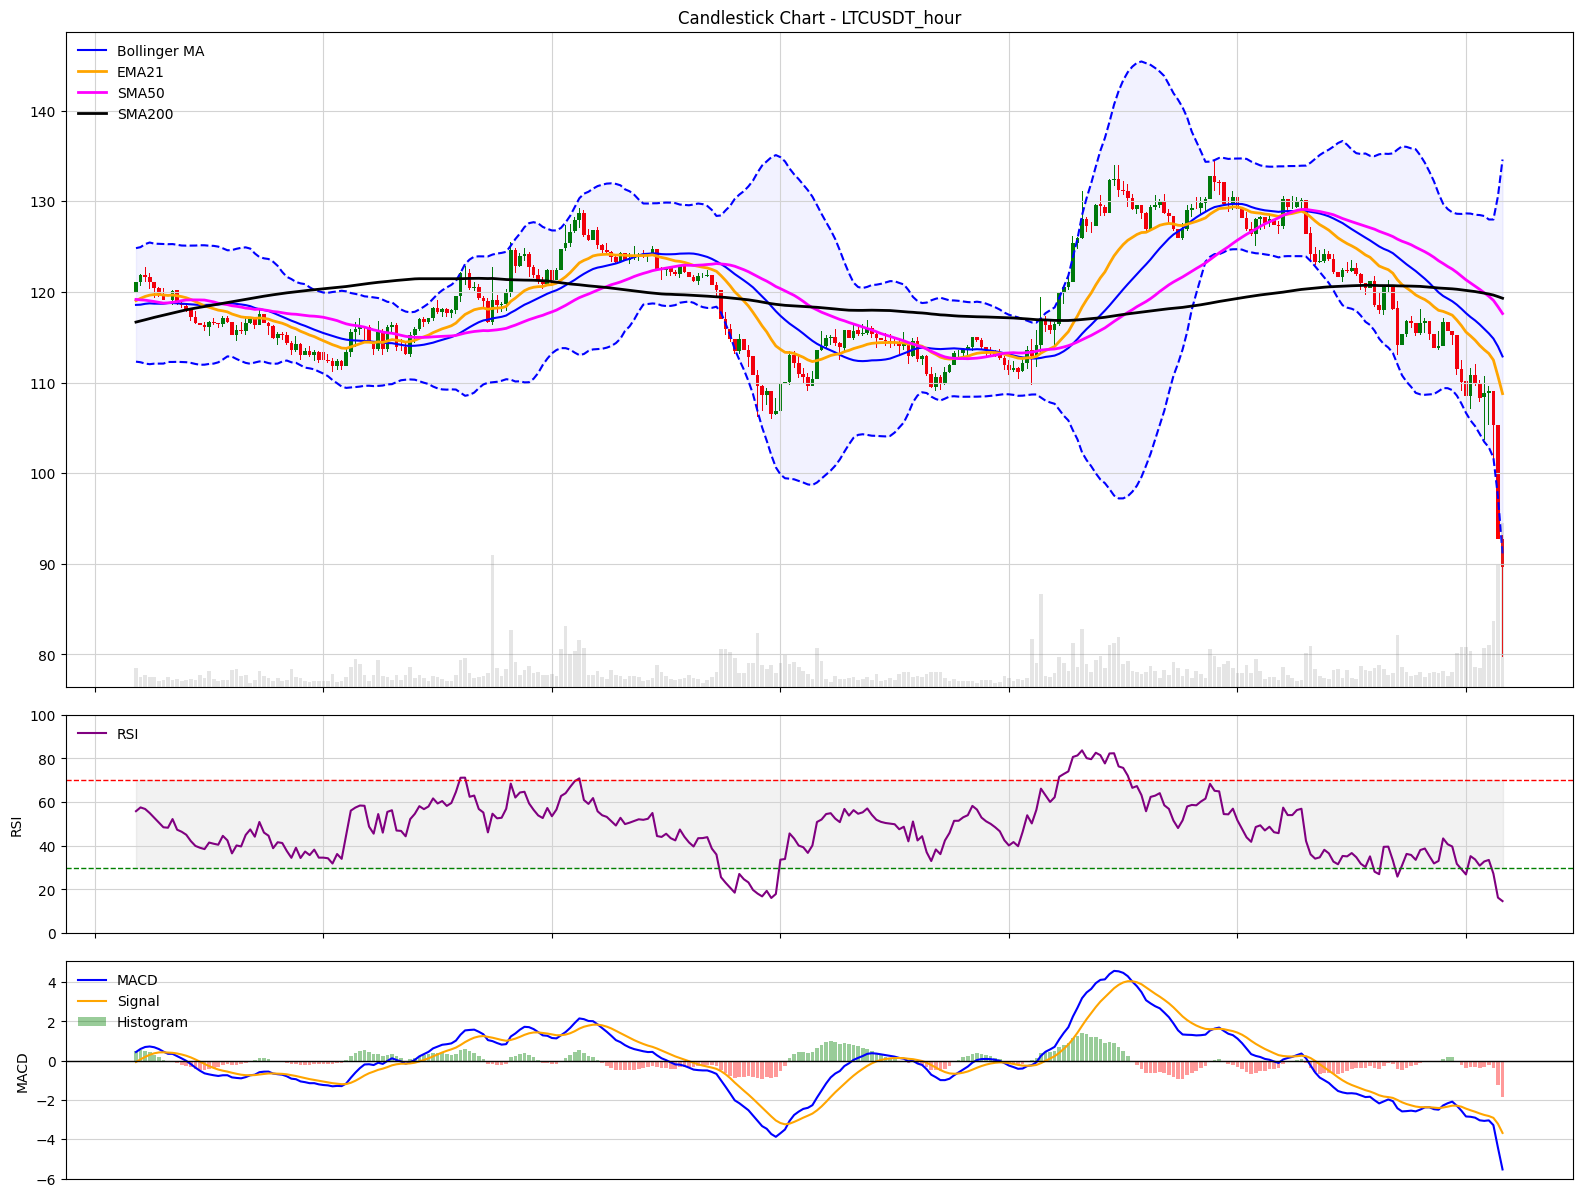 Candlestick Chart - LTCUSDT_hour
Bollinger MA
EMA21
SMA50
SMA200
140
130
120
110
100
90
80
100
80
60
40
20
0
RSI
RSI
4
2
0
−2
−4
−6
MACD
MACD
Signal
Histogram